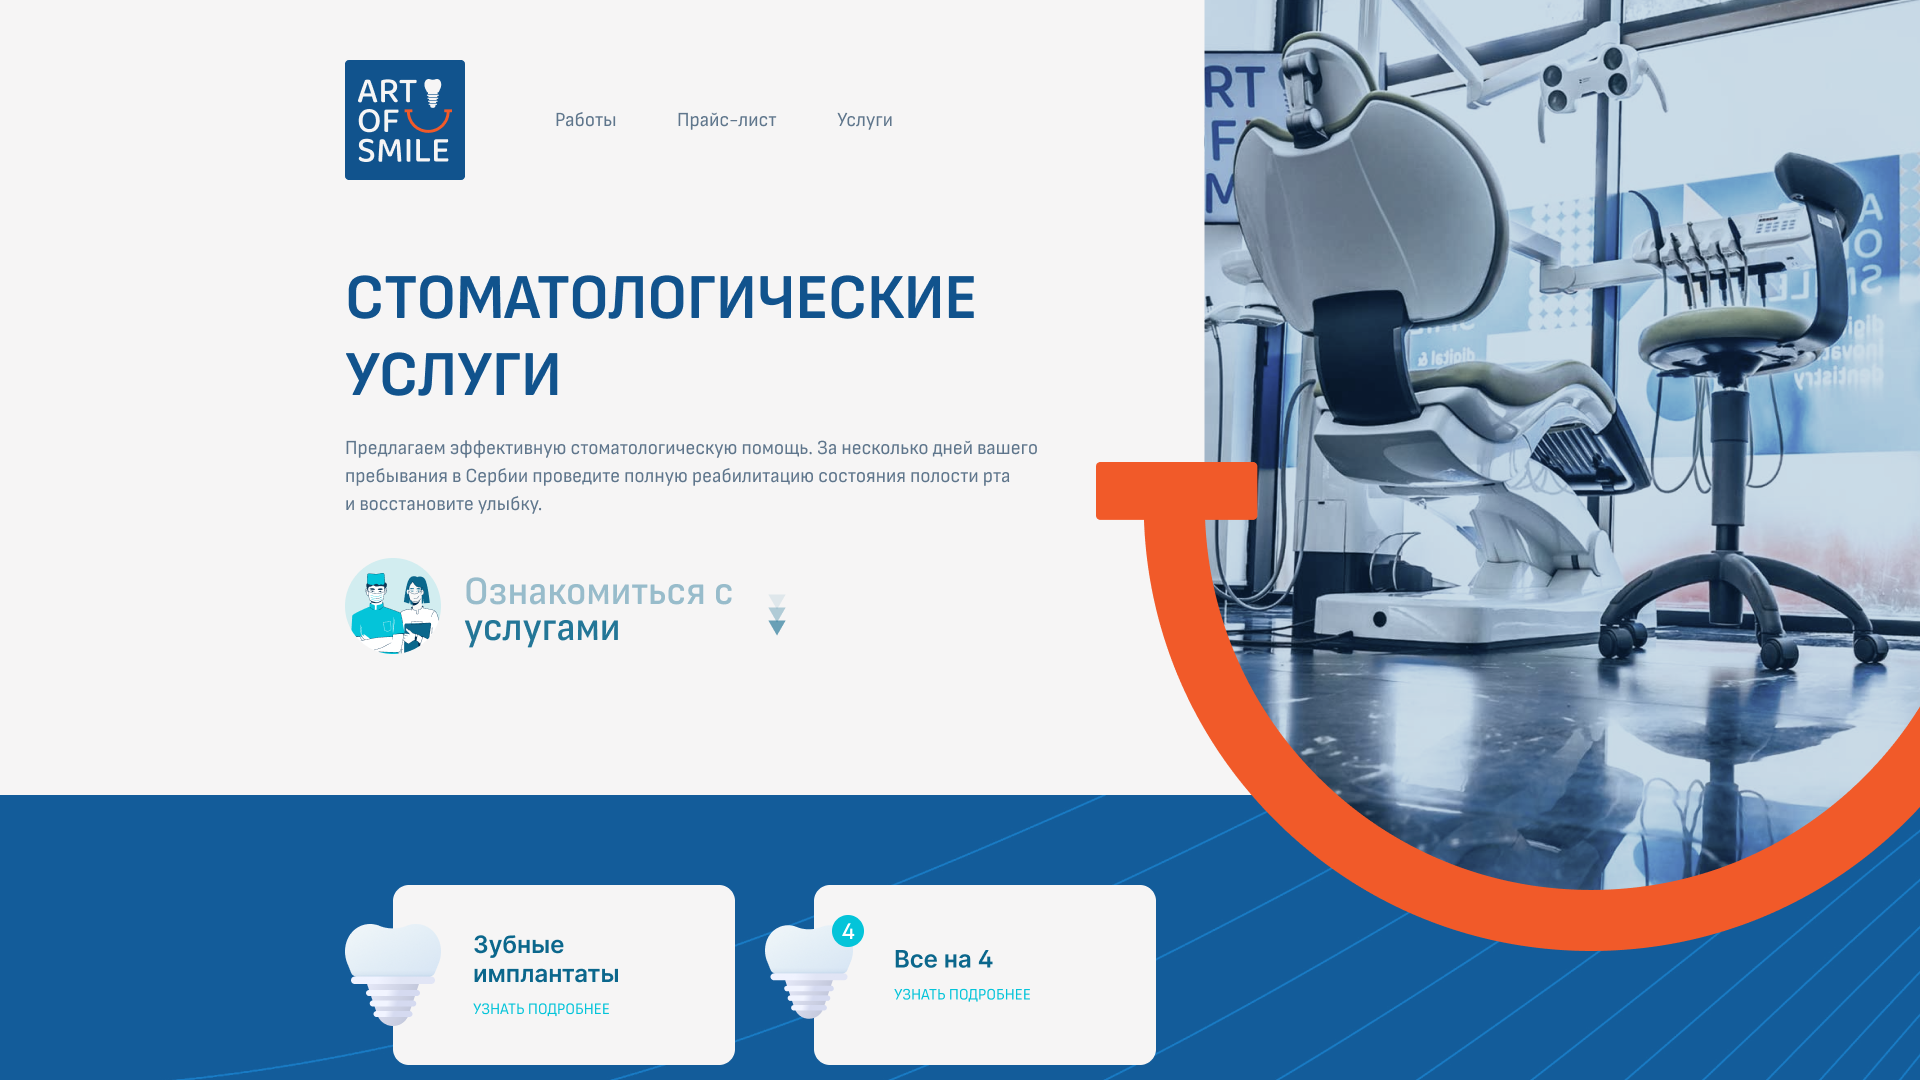 ART
OF
SMILE
Работы
Прайс-лист
Услуги
СТОМАТОЛОГИЧЕСКИЕ
УСЛУГИ
Предлагаем эффективную стоматологическую помощь. За несколько дней вашего
пребывания в Сербии проведите полную реабилитацию состояния полости рта
и восстановите улыбку.
Ознакомиться с
услугами
RT
F
M
digital &
Зубные
имплантаты
УЗНАТЬ ПОДРОБНЕЕ
4
Все на 4
УЗНАТЬ ПОДРОБНЕЕ